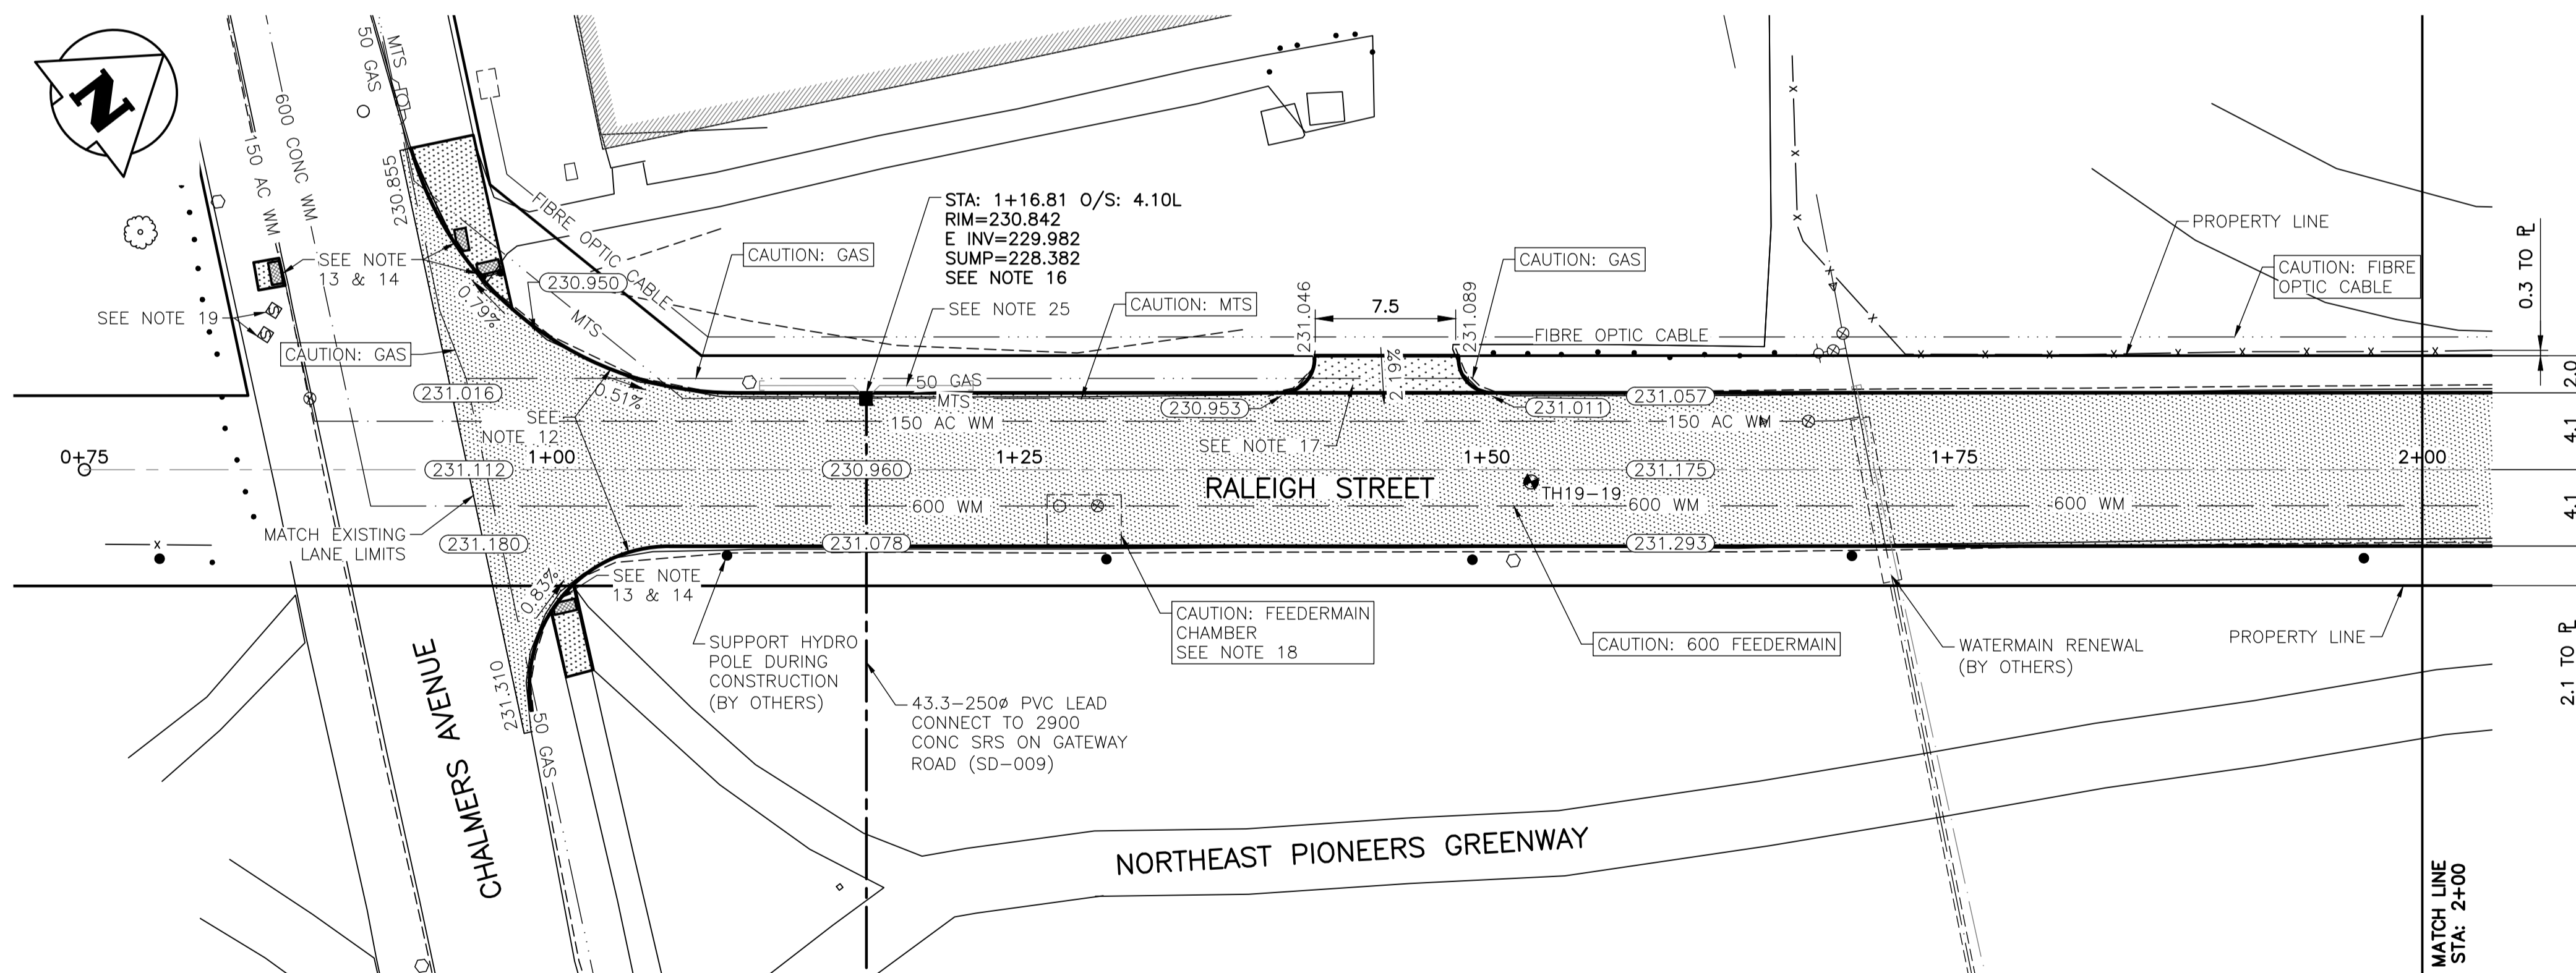 N
50 GAS
MTS
600 CONC WM
150 AC WM
230.855
SEE NOTE
13 & 14
SEE NOTE 19
CAUTION: GAS
FIBRE OPTIC CABLE
230.950
0.79%
MTS
0.51%
CAUTION: GAS
STA: 1+16.81 O/S: 4.10L
RIM=230.842
E INV=229.982
SUMP=228.382
SEE NOTE 16
SEE NOTE 25
CAUTION: MTS
231.046
7.5
231.089
CAUTION: GAS
FIBRE OPTIC CABLE
PROPERTY LINE
CAUTION: FIBRE
OPTIC CABLE
0.3 TO PL
2.0
4.1
4.1
2.1 TO PL
50 GAS
MTS
150 AC WM
231.016
SEE
NOTE 12
230.953
2.19%
231.011
231.057
150 AC WM
SEE NOTE 17
0+75
231.112
1+00
230.960
1+25
1+50
231.175
1+75
2+00
RALEIGH STREET
TH19-19
600 WM
600 WM
600 WM
MATCH EXISTING
LANE LIMITS
231.180
231.078
231.293
0.83%
SEE NOTE
13 & 14
SUPPORT HYDRO
POLE DURING
CONSTRUCTION
(BY OTHERS)
CAUTION: FEEDERMAIN
CHAMBER
SEE NOTE 18
CAUTION: 600 FEEDERMAIN
WATERMAIN RENEWAL
(BY OTHERS)
PROPERTY LINE
231.310
50 GAS
CHALMERS AVENUE
43.3-250ø PVC LEAD
CONNECT TO 2900
CONC SRS ON GATEWAY
ROAD (SD-009)
NORTHEAST PIONEERS GREENWAY
MATCH LINE
STA: 2+00